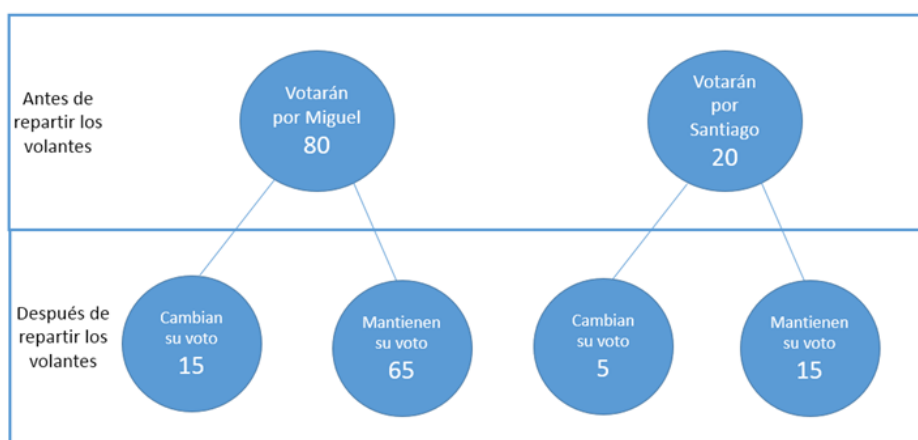 Antes de
repartir los
volantes
Votarán
por Miguel
80
Votarán
por
Santiago
20
Después de
repartir los
volantes
Cambian
su voto
15
Mantienen
su voto
65
Cambian
su voto
5
Mantienen
su voto
15